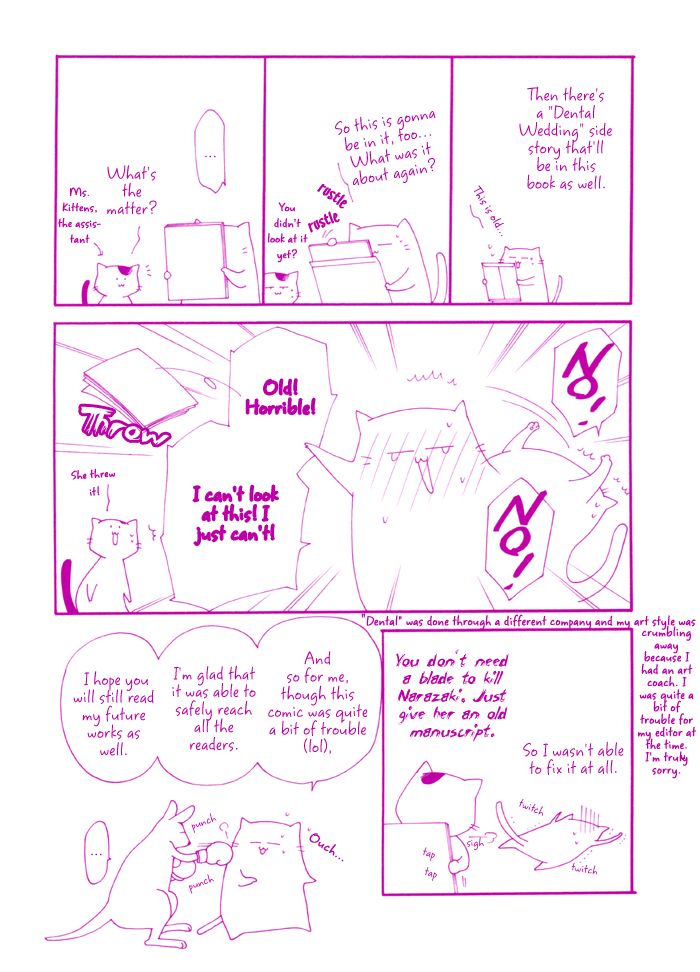 Then there's
a "Dental
Wedding" side
story that'll
be in this
book as well.
This is old...
So this is gonna
be in it, too...
What was it
about again?
rustle
rustle
You
didn't
look at it
yet?
...
What's
the
matter?
Ms.
Kittens,
the assis-
tant
NO!
NO!
Old!
Horrible!
I can't look
at this! I
just can't!
Throw
She threw
it!
"Dental" was done through a different company and my art style was
crumbling
away
because I
had an art
coach. I
was quite a
bit of
trouble for
my editor at
the time.
I'm truly
sorry.
You don't need
a blade to kill
Narazaki. Just
give her an old
manuscript.
So I wasn't able
to fix it at all.
twitch
twitch
sigh
tap
tap
And
so for me,
though this
comic was quite
a bit of trouble
(lol),
I'm glad that
it was able to
safely reach
all the
readers.
I hope you
will still read
my future
works as
well.
punch
punch
Ouch...
...